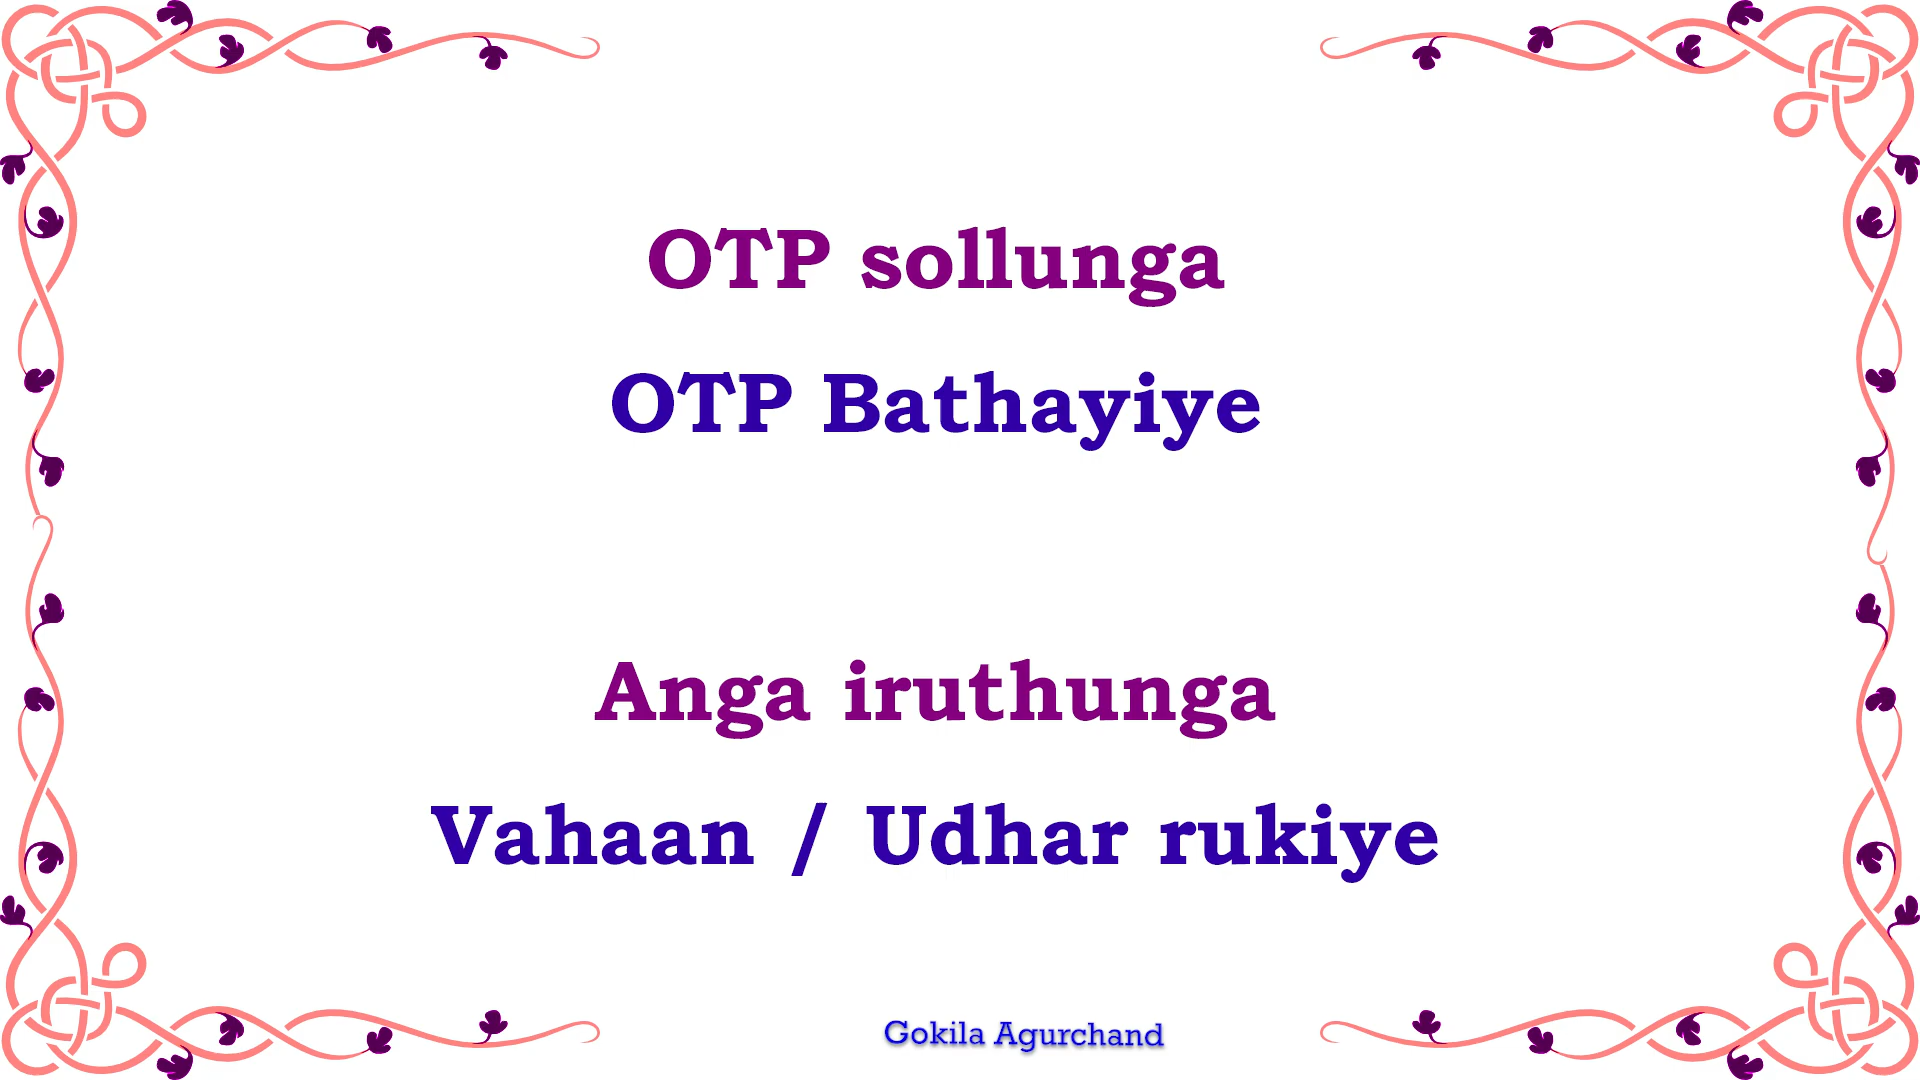 OTP sollunga
OTP Bathayiye
Anga iruthunga
Vahaan / Udhar rukiye
Gokila Agurchand